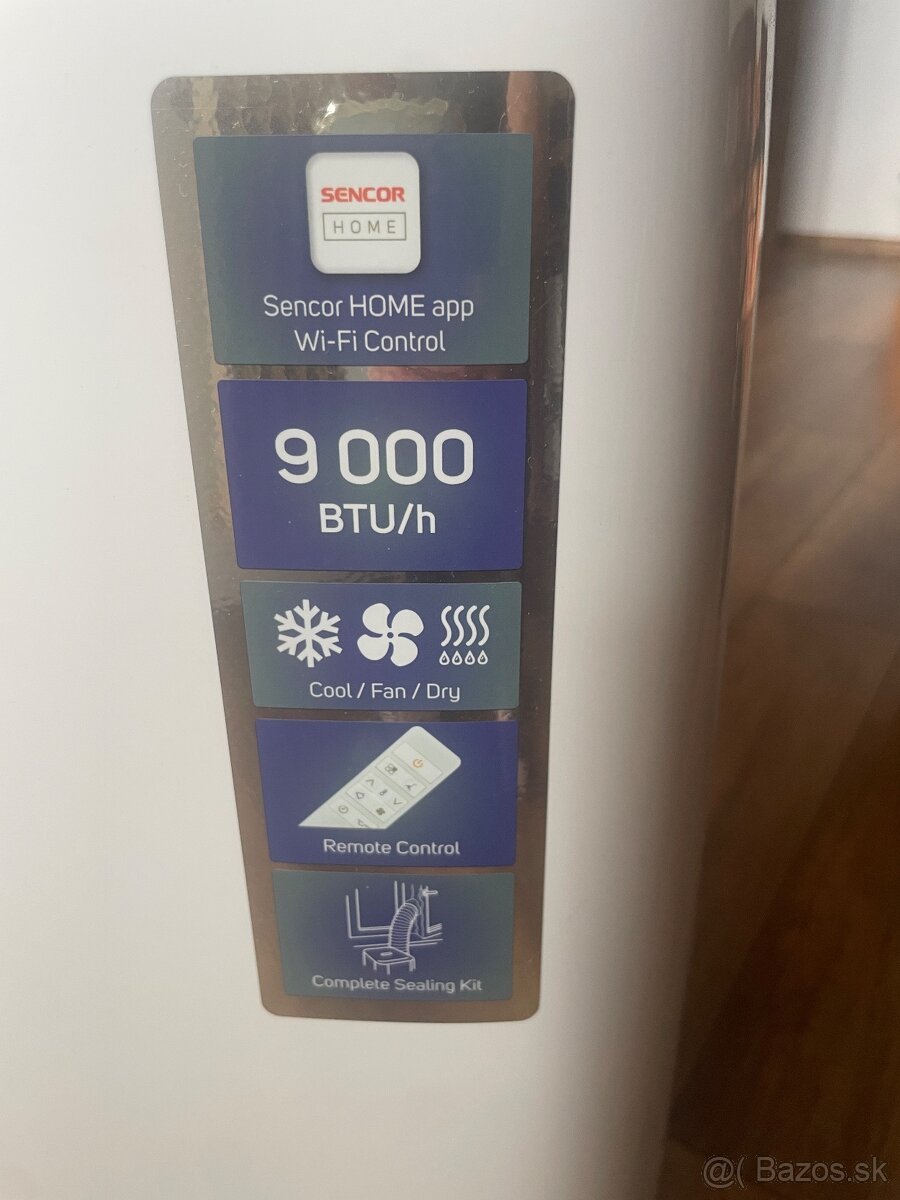 SENCOR
HOME
Sencor HOME app
Wi-Fi Control
9 000
BTU/h
Cool / Fan / Dry
Remote Control
Complete Sealing Kit
@( Bazos.sk